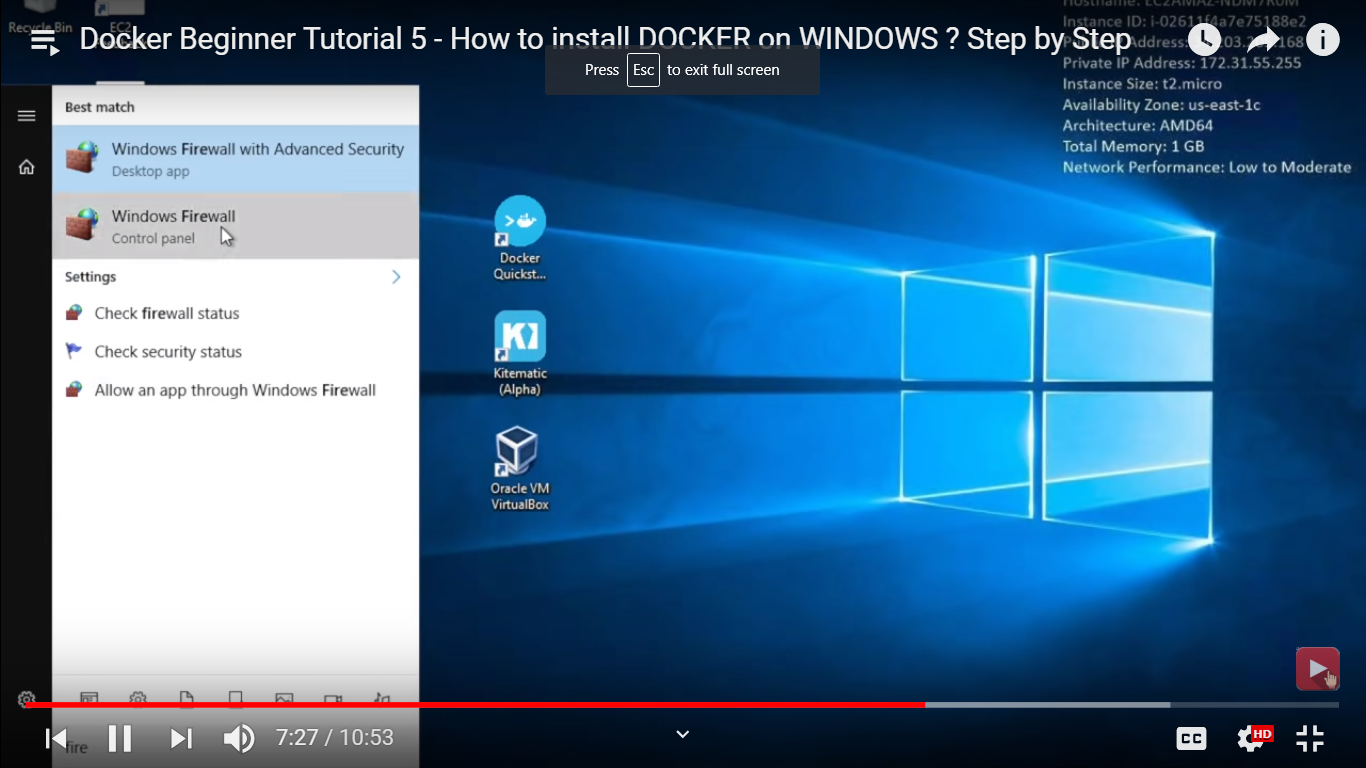 Recycle Bin
EC2
Docker Beginner Tutorial 5 - How to install DOCKER on WINDOWS ? Step by Step
Press Esc to exit full screen
Instance ID: i-02611f4a7e75188e2
Private IP Address: 172.31.55.255
Instance Size: t2.micro
Availability Zone: us-east-1c
Architecture: AMD64
Total Memory: 1 GB
Network Performance: Low to Moderate
Best match
Windows Firewall with Advanced Security
Desktop app
Windows Firewall
Control panel
Settings
Check firewall status
Check security status
Allow an app through Windows Firewall
Docker
Quickst...
Kitematic
(Alpha)
Oracle VM
VirtualBox
fire
7:27 / 10:53
CC
HD